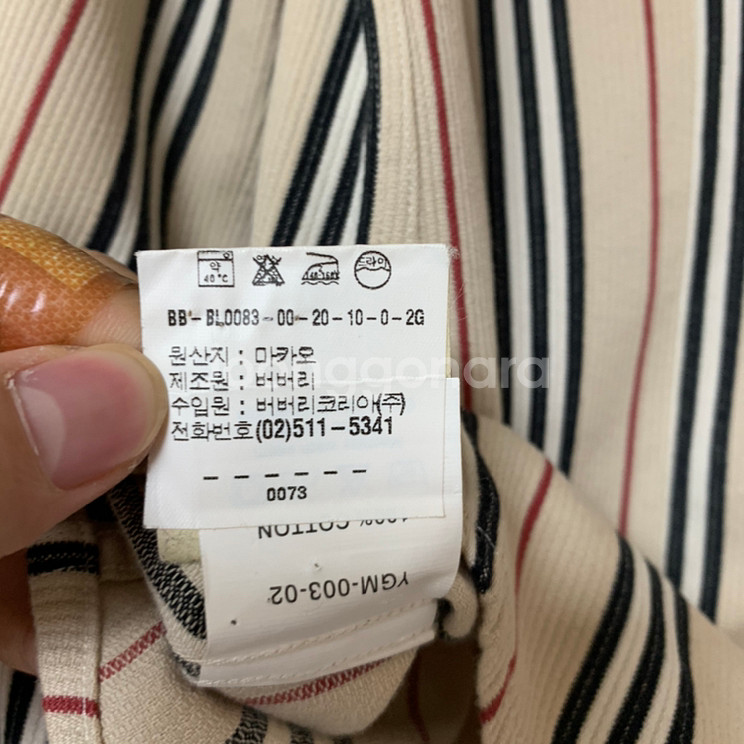 약
40°C
드라이
BB-BL0083-00-20-10-0-2G
원산지 : 마카오
제조원 : 버버리
수입원 : 버버리코리아(주)
전화번호(02)511-5341
------
0073
100% COTTON
YGM-003-02